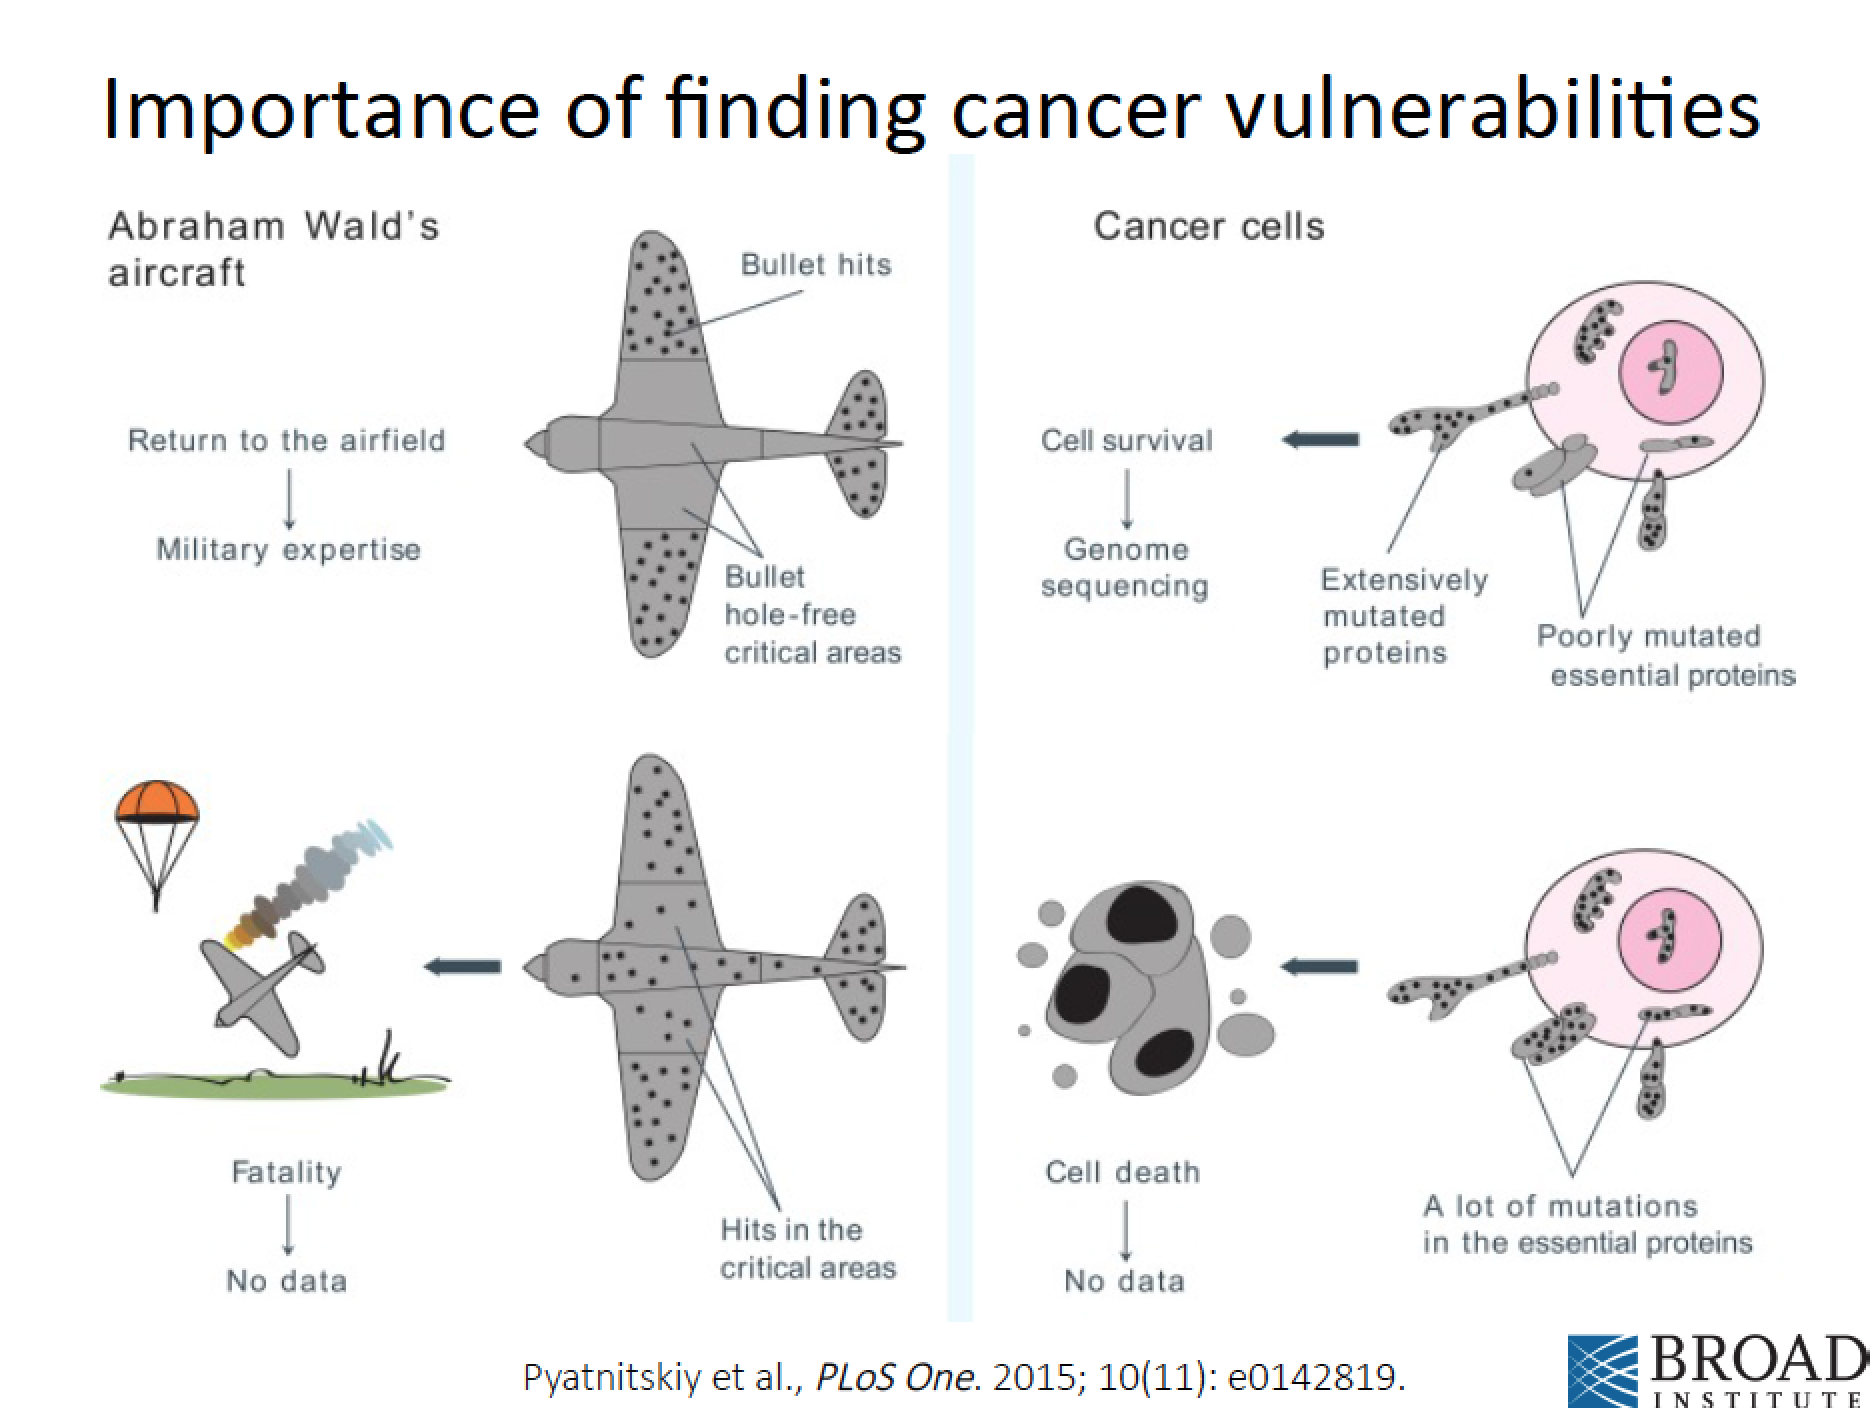 Importance of finding cancer vulnerabilities
Abraham Wald's
aircraft
Bullet hits
Return to the airfield
Military expertise
Bullet
hole-free
critical areas
Cancer cells
Cell survival
Genome
sequencing
Extensively
mutated
proteins
Poorly mutated
essential proteins
Fatality
No data
Hits in the
critical areas
Cell death
No data
A lot of mutations
in the essential proteins
Pyatnitskiy et al., PLoS One. 2015; 10(11): e0142819.
BROAD
INSTITUTE